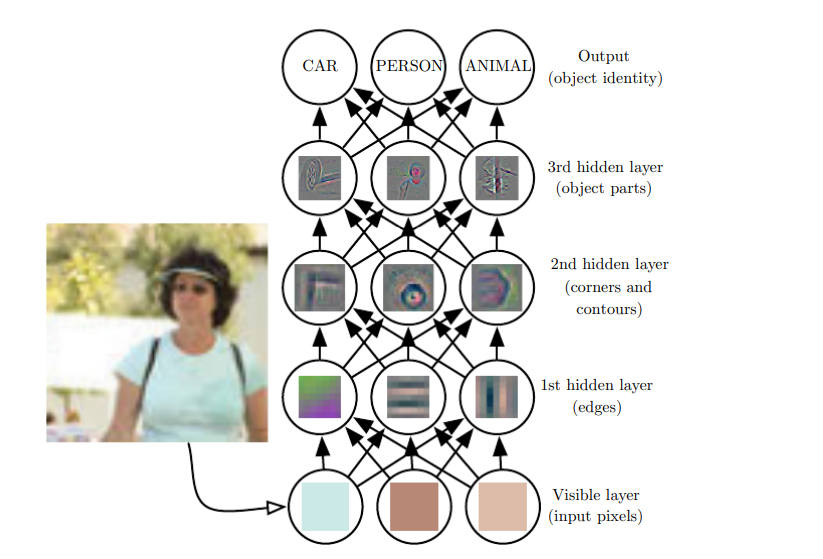 CAR
PERSON
ANIMAL
Output
(object identity)
3rd hidden layer
(object parts)
2nd hidden layer
(corners and
contours)
1st hidden layer
(edges)
Visible layer
(input pixels)